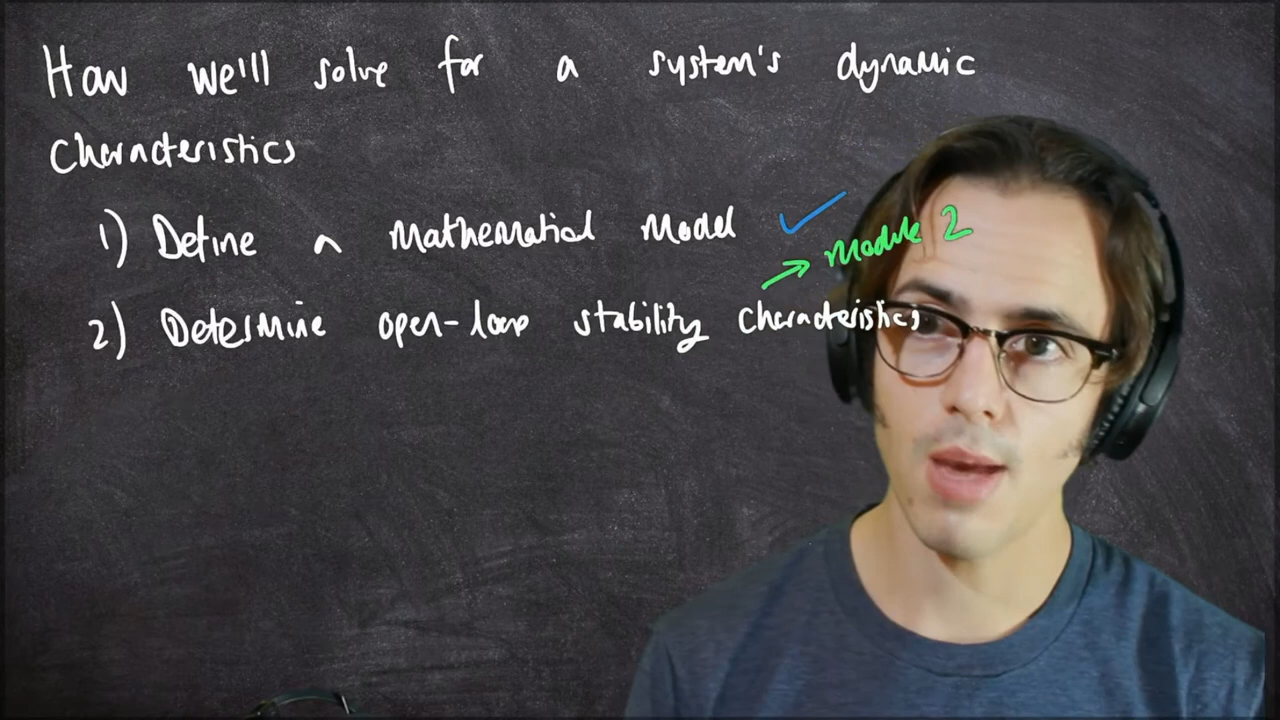 How we'll solve for a system's dynamic
characteristics
1) Define a Mathematical Model ✓
→ Module 2
2) Determine open-loop stability characteristics